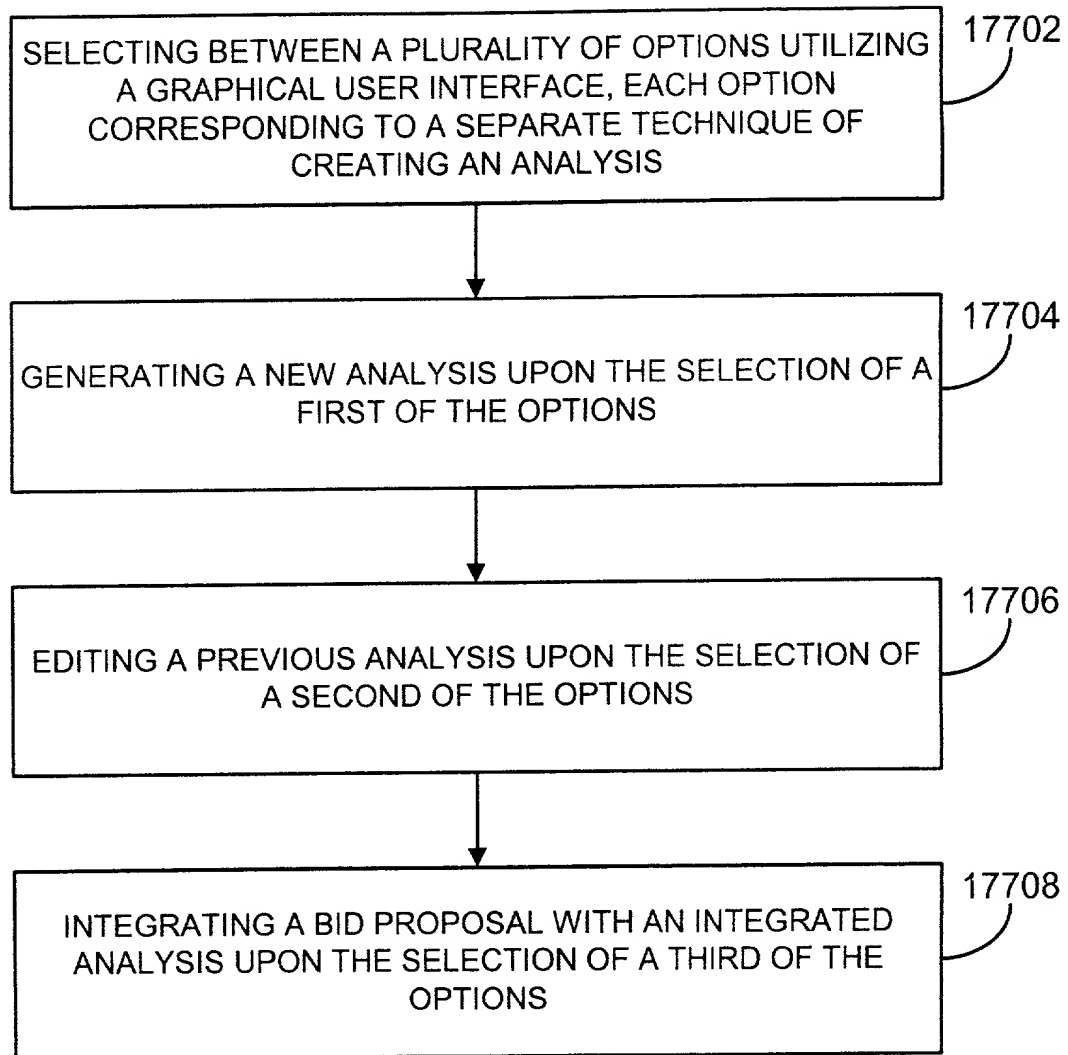 SELECTING BETWEEN A PLURALITY OF OPTIONS UTILIZING
A GRAPHICAL USER INTERFACE, EACH OPTION
CORRESPONDING TO A SEPARATE TECHNIQUE OF
CREATING AN ANALYSIS
17702
GENERATING A NEW ANALYSIS UPON THE SELECTION OF A
FIRST OF THE OPTIONS
17704
EDITING A PREVIOUS ANALYSIS UPON THE SELECTION OF
A SECOND OF THE OPTIONS
17706
INTEGRATING A BID PROPOSAL WITH AN INTEGRATED
ANALYSIS UPON THE SELECTION OF A THIRD OF THE
OPTIONS
17708